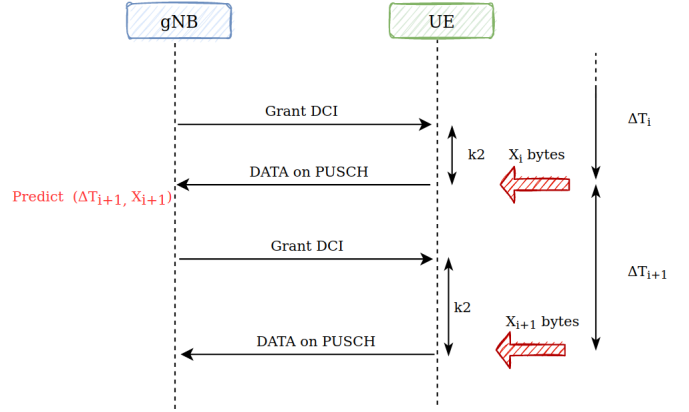 gNB
UE
Grant DCI
ΔTᵢ
k2
Xᵢ bytes
DATA on PUSCH
Predict (ΔTᵢ₊₁, Xᵢ₊₁)
Grant DCI
ΔTᵢ₊₁
k2
Xᵢ₊₁ bytes
DATA on PUSCH